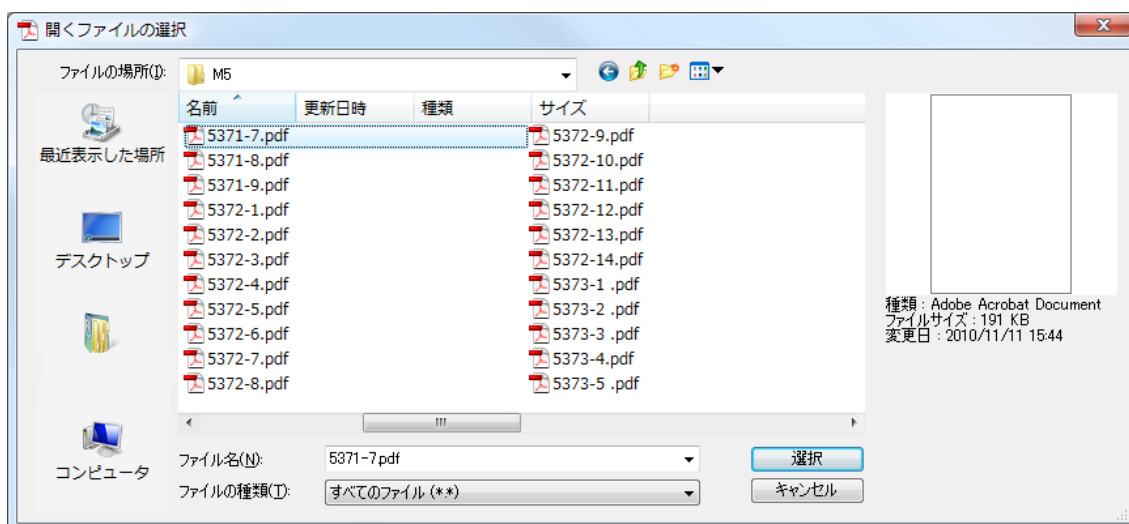 開くファイルの選択
ファイルの場所(I):
M5
名前 更新日時 種類 サイズ
最近表示した場所
デスクトップ
コンピュータ
5371-7.pdf
5371-8.pdf
5371-9.pdf
5372-1.pdf
5372-2.pdf
5372-3.pdf
5372-4.pdf
5372-5.pdf
5372-6.pdf
5372-7.pdf
5372-8.pdf
5372-9.pdf
5372-10.pdf
5372-11.pdf
5372-12.pdf
5372-13.pdf
5372-14.pdf
5373-1 .pdf
5373-2 .pdf
5373-3 .pdf
5373-4.pdf
5373-5 .pdf
種類 : Adobe Acrobat Document
ファイルサイズ : 191 KB
変更日 : 2010/11/11 15:44
ファイル名(N): 5371-7.pdf
選択
ファイルの種類(T): すべてのファイル (*.*)
キャンセル